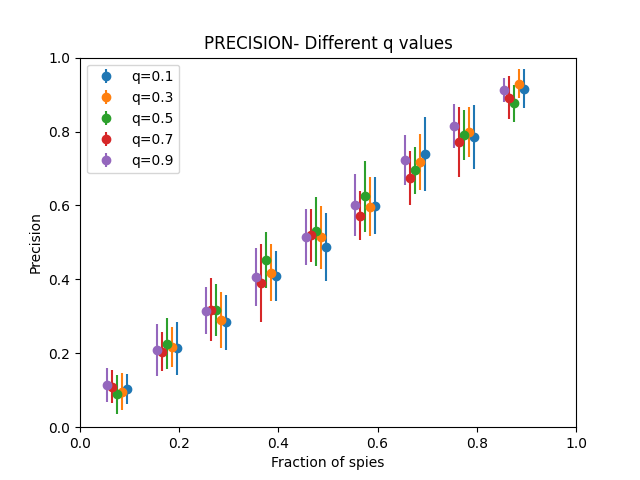 PRECISION- Different q values
1.0
0.8
0.6
0.4
0.2
0.0
Precision
q=0.1
q=0.3
q=0.5
q=0.7
q=0.9
0.0 0.2 0.4 0.6 0.8 1.0
Fraction of spies